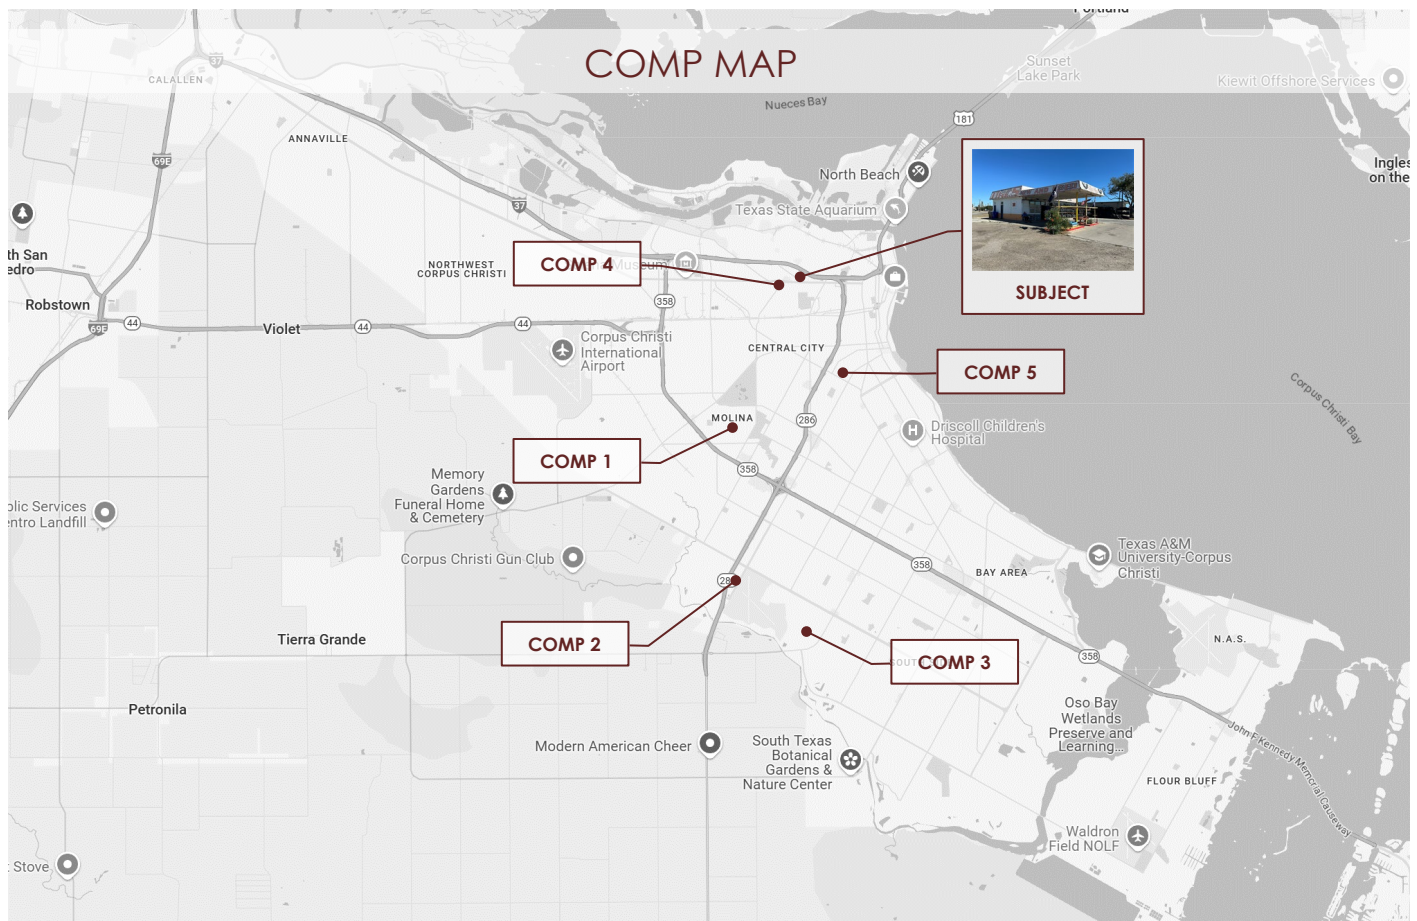 Portland
COMP MAP
37
CALALLEN
Sunset
Lake Park
Kiewit Offshore Services
Nueces Bay
181
ANNAVILLE
69E
North Beach
Ingles
on the
37
Texas State Aquarium
th San
edro
NORTHWEST
CORPUS CHRISTI
COMP 4
Museum
SUBJECT
Robstown
358
69E
44
Violet
44
44
Corpus Christi
International
Airport
CENTRAL CITY
COMP 5
Corpus Christi Bay
MOLINA
286
Driscoll Children's
Hospital
COMP 1
358
Memory
Gardens
Funeral Home
& Cemetery
blic Services
entro Landfill
Corpus Christi Gun Club
358
BAY AREA
Texas A&M
University-Corpus
Christi
28
COMP 2
Tierra Grande
COMP 3
358
N.A.S.
Petronila
Oso Bay
Wetlands
Preserve and
Learning...
John F Kennedy Memorial Causeway
Modern American Cheer
South Texas
Botanical
Gardens &
Nature Center
FLOUR BLUFF
Waldron
Field NOLF
t Stove